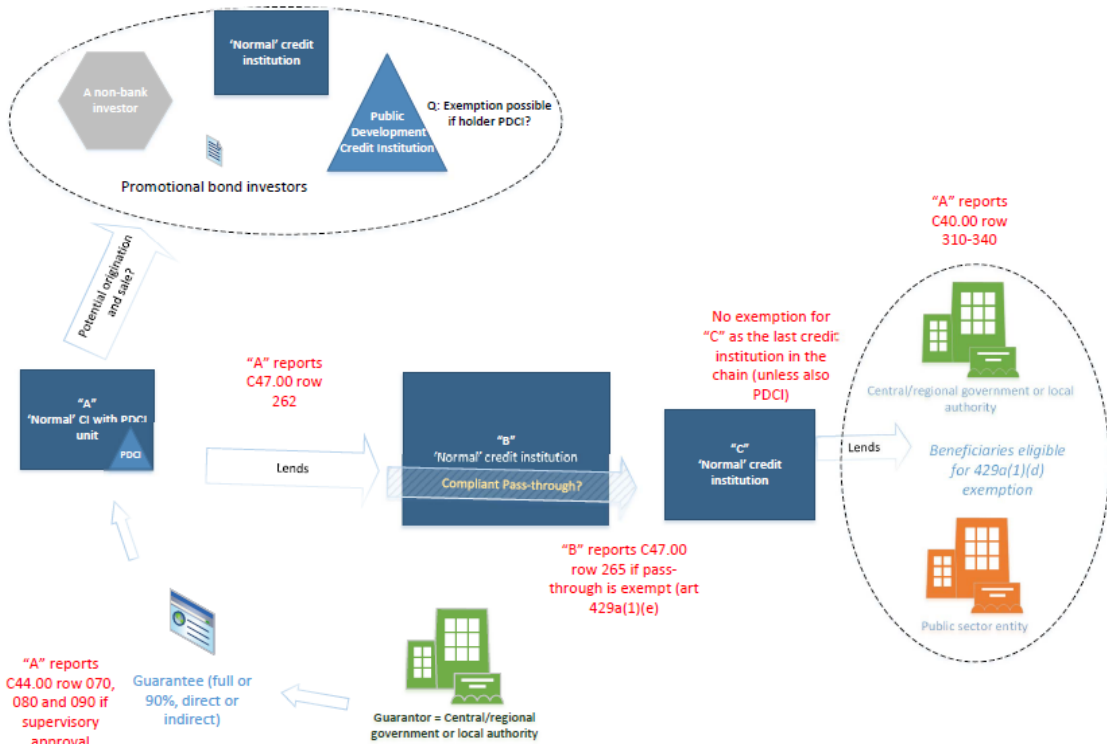 'Normal' credit
institution
A non-bank
investor
Public
Development
Credit Institution
Q: Exemption possible
if holder PDCI?
Promotional bond investors
Potential origination
and sale?
"A" reports
C40.00 row
310-340
"A" reports
C47.00 row
262
No exemption for
"C" as the last credit
institution in the
chain (unless also
PDCI)
Central/regional government or local
authority
"A"
'Normal' CI with PDCI
unit
PDCI
Lends
"B"
'Normal' credit institution
Compliant Pass-through?
"C"
'Normal' credit
institution
Lends
Beneficiaries eligible
for 429a(1)(d)
exemption
"B" reports C47.00
row 265 if pass-
through is exempt (art
429a(1)(e)
Public sector entity
"A" reports
C44.00 row 070,
080 and 090 if
supervisory
approval
Guarantee (full or
90%, direct or
indirect)
Guarantor = Central/regional
government or local authority